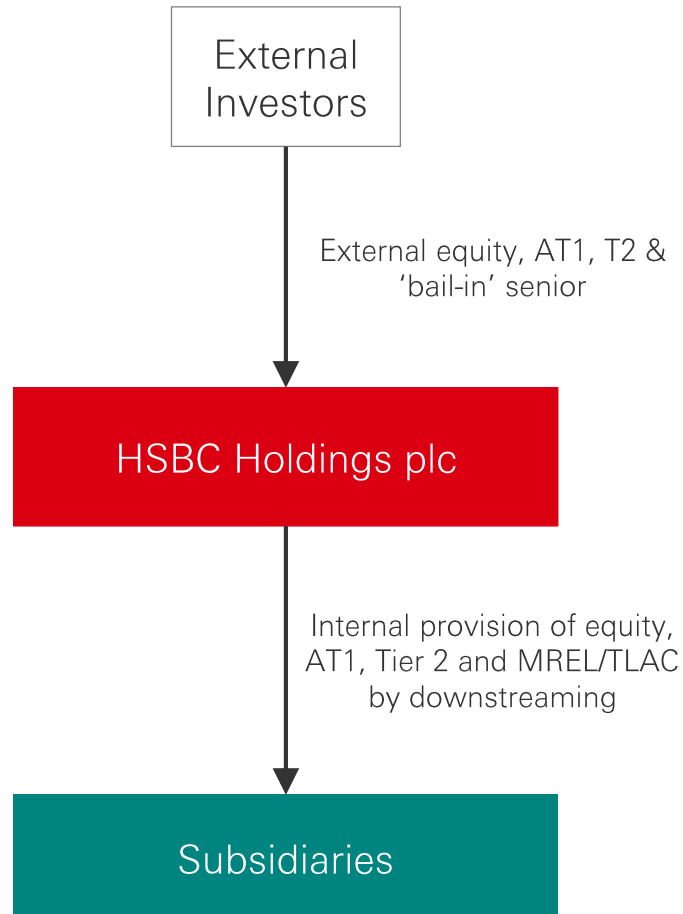 External
Investors
External equity, AT1, T2 &
‘bail-in’ senior
HSBC Holdings plc
Internal provision of equity,
AT1, Tier 2 and MREL/TLAC
by downstreaming
Subsidiaries